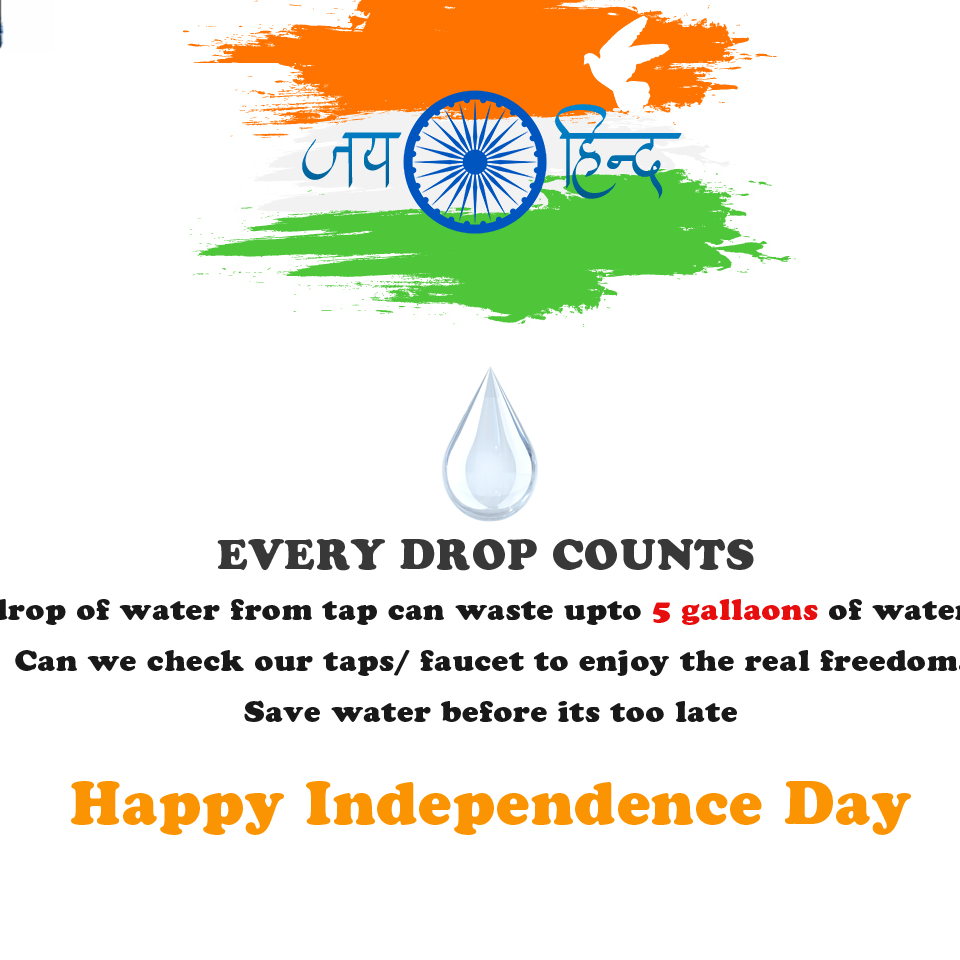 जय हिन्द
EVERY DROP COUNTS
drop of water from tap can waste upto 5 gallaons of water
Can we check our taps/ faucet to enjoy the real freedom.
Save water before its too late
Happy Independence Day